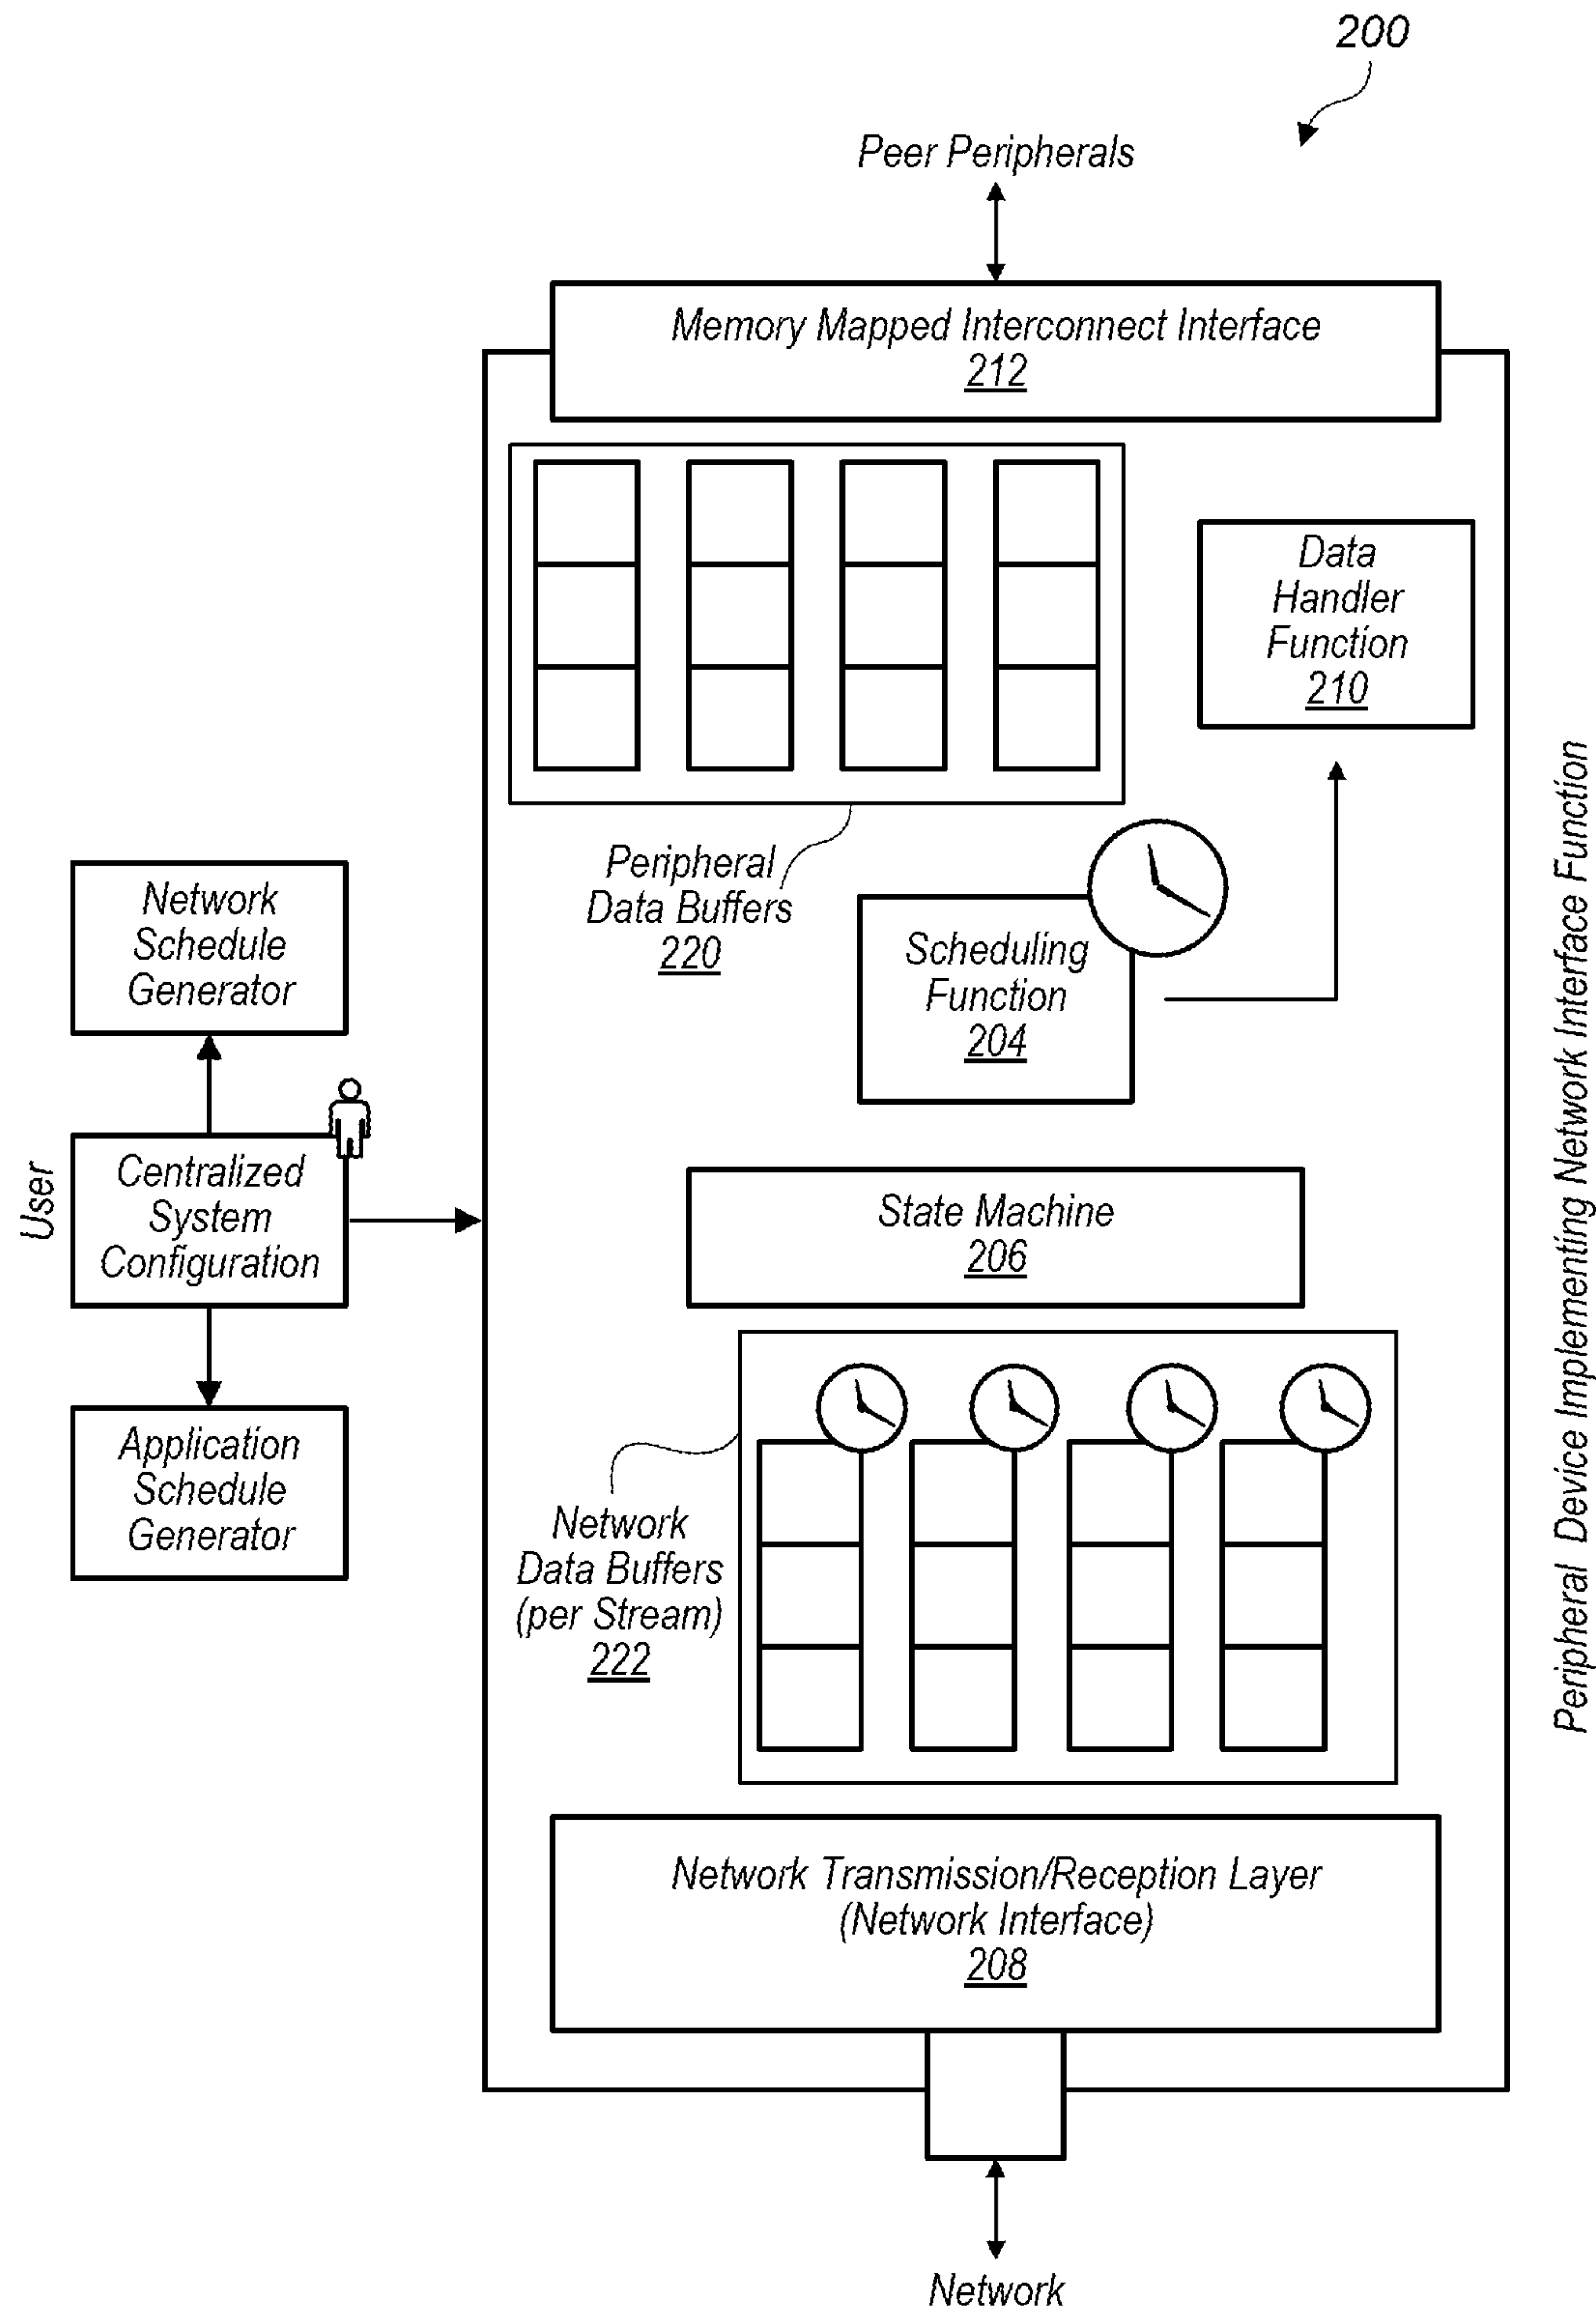 200
Peer Peripherals
Memory Mapped Interconnect Interface
212
Data
Handler
Function
210
Peripheral
Data Buffers
220
Scheduling
Function
204
Network
Schedule
Generator
User
Centralized
System
Configuration
Application
Schedule
Generator
State Machine
206
Network
Data Buffers
(per Stream)
222
Network Transmission/Reception Layer
(Network Interface)
208
Network
Peripheral Device Implementing Network Interface Function